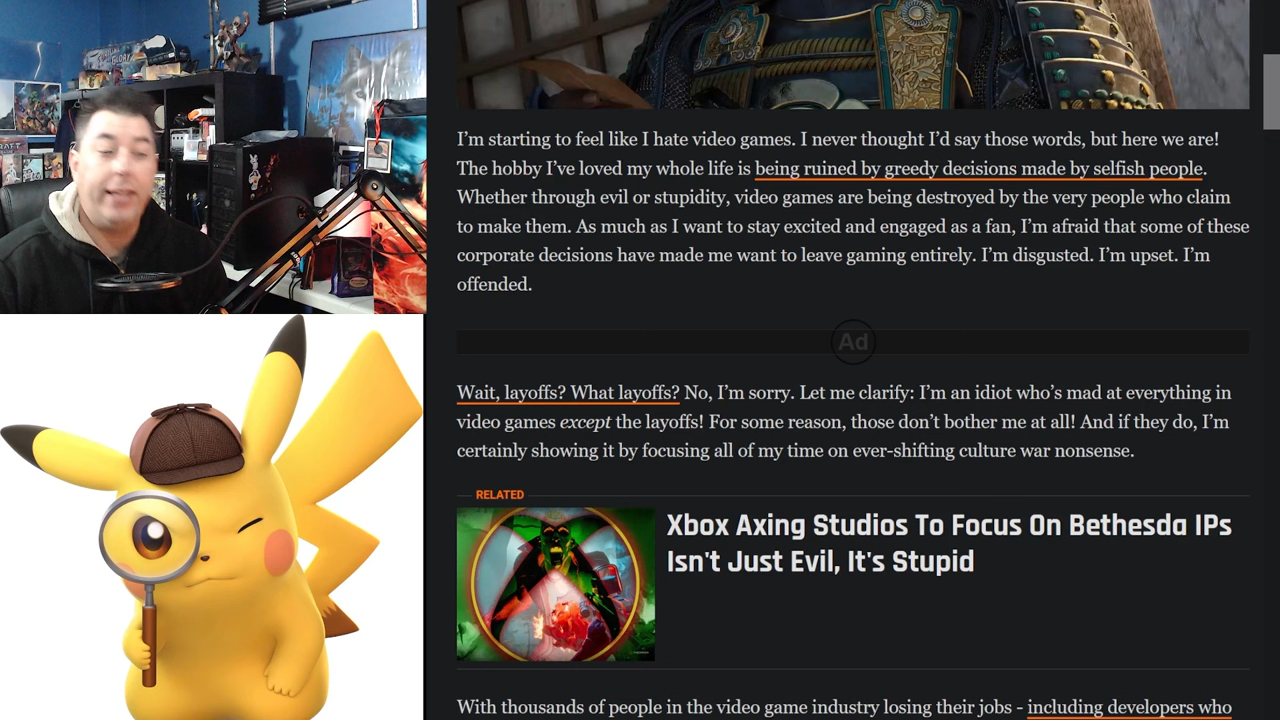 GLORY
I’m starting to feel like I hate video games. I never thought I’d say those words, but here we are!
The hobby I’ve loved my whole life is being ruined by greedy decisions made by selfish people.
Whether through evil or stupidity, video games are being destroyed by the very people who claim
to make them. As much as I want to stay excited and engaged as a fan, I’m afraid that some of these
corporate decisions have made me want to leave gaming entirely. I’m disgusted. I’m upset. I’m
offended.
Ad
Wait, layoffs? What layoffs? No, I’m sorry. Let me clarify: I’m an idiot who’s mad at everything in
video games except the layoffs! For some reason, those don’t bother me at all! And if they do, I’m
certainly showing it by focusing all of my time on ever-shifting culture war nonsense.
RELATED
Xbox Axing Studios To Focus On Bethesda IPs
Isn't Just Evil, It's Stupid
With thousands of people in the video game industry losing their jobs - including developers who